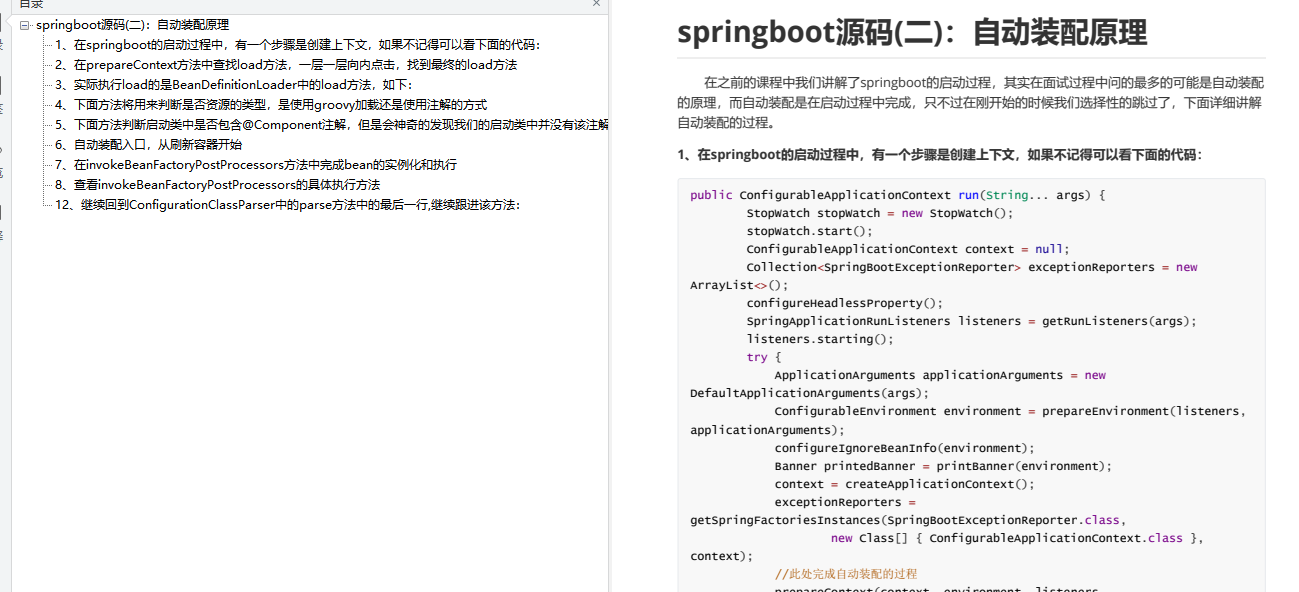 目录
springboot源码(二)：自动装配原理
1、在springboot的启动过程中，有一个步骤是创建上下文，如果不记得可以看下面的代码：
2、在prepareContext方法中查找load方法，一层一层向内点击，找到最终的load方法
3、实际执行load的是BeanDefinitionLoader中的load方法，如下：
4、下面方法将用来判断是否资源的类型，是使用groovy加载还是使用注解的方式
5、下面方法判断启动类中是否包含@Component注解，但是会神奇的发现我们的启动类中并没有该注解
6、自动装配入口，从刷新容器开始
7、在invokeBeanFactoryPostProcessors方法中完成bean的实例化和执行
8、查看invokeBeanFactoryPostProcessors的具体执行方法
12、继续回到ConfigurationClassParser中的parse方法中的最后一行,继续跟进该方法：
springboot源码(二)：自动装配原理
在之前的课程中我们讲解了springboot的启动过程，其实在面试过程中问的最多的可能是自动装配
的原理，而自动装配是在启动过程中完成，只不过在刚开始的时候我们选择性的跳过了，下面详细讲解
自动装配的过程。
1、在springboot的启动过程中，有一个步骤是创建上下文，如果不记得可以看下面的代码：
public ConfigurableApplicationContext run(String... args) {
StopWatch stopWatch = new StopWatch();
stopWatch.start();
ConfigurableApplicationContext context = null;
Collection<SpringBootExceptionReporter> exceptionReporters = new
ArrayList<>();
configureHeadlessProperty();
SpringApplicationRunListeners listeners = getRunListeners(args);
listeners.starting();
try {
ApplicationArguments applicationArguments = new
DefaultApplicationArguments(args);
ConfigurableEnvironment environment = prepareEnvironment(listeners,
applicationArguments);
configureIgnoreBeanInfo(environment);
Banner printedBanner = printBanner(environment);
context = createApplicationContext();
exceptionReporters =
getSpringFactoriesInstances(SpringBootExceptionReporter.class,
new Class[] { ConfigurableApplicationContext.class },
context);
//此处完成自动装配的过程
prepareContext(context, environment, listeners,